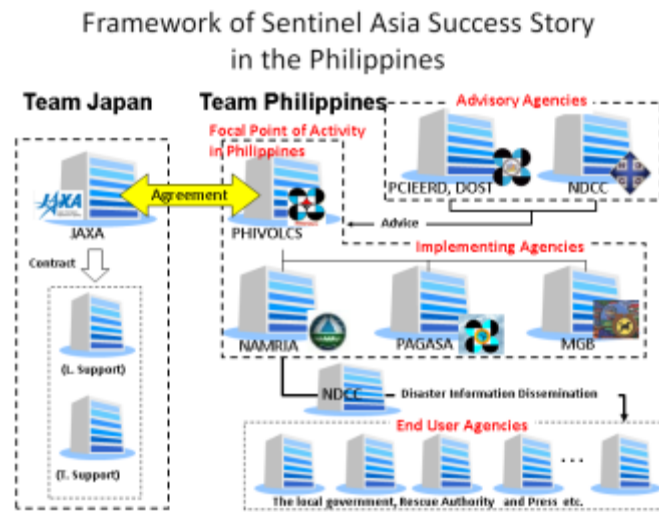 Framework of Sentinel Asia Success Story
in the Philippines
Team Japan
Team Philippines
Advisory Agencies
Focal Point of Activity
in Philippines
JAXA
Agreement
PCIEERD, DOST
NDCC
JAXA
PHIVOLCS
Advice
Contract
Implementing Agencies
NAMRIA
PAGASA
MGB
(L. Support)
NDCC
Disaster Information Dissemination
End User Agencies
(T. Support)
...
The local government, Rescue Authority and Press etc.